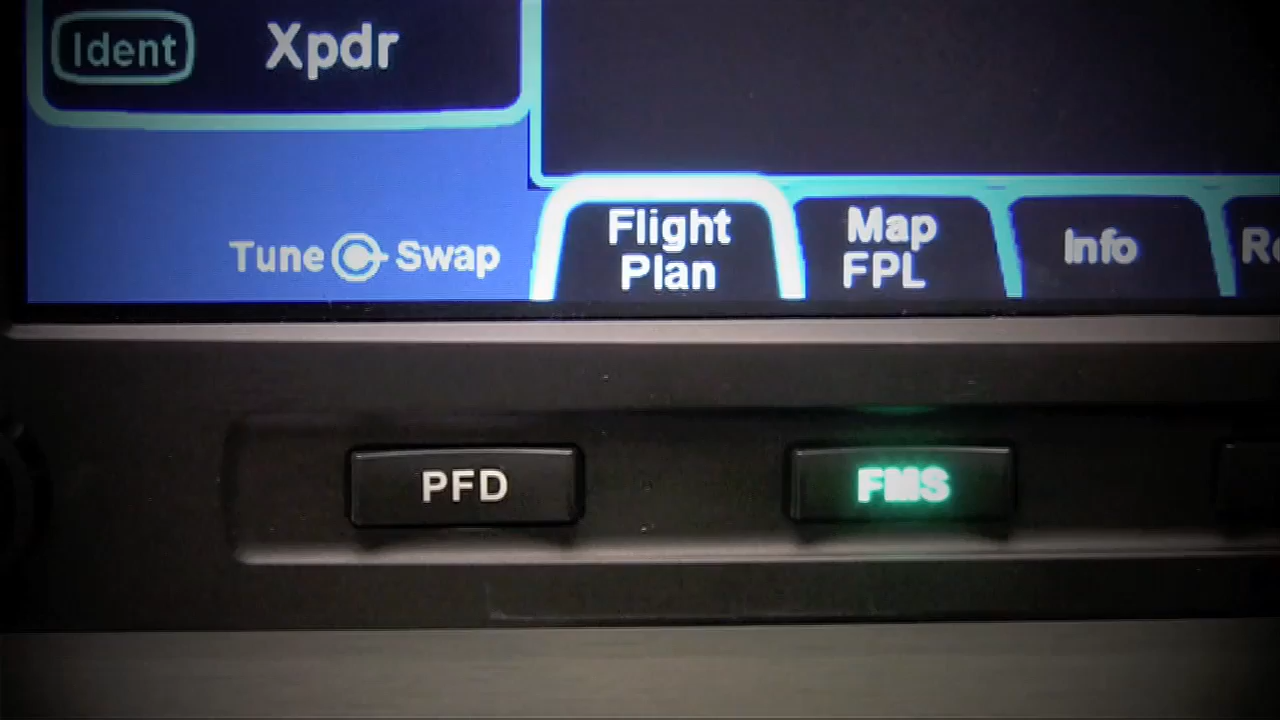 Ident Xpdr
Tune Swap
Flight
Plan
Map
FPL
Info
PFD
FMS